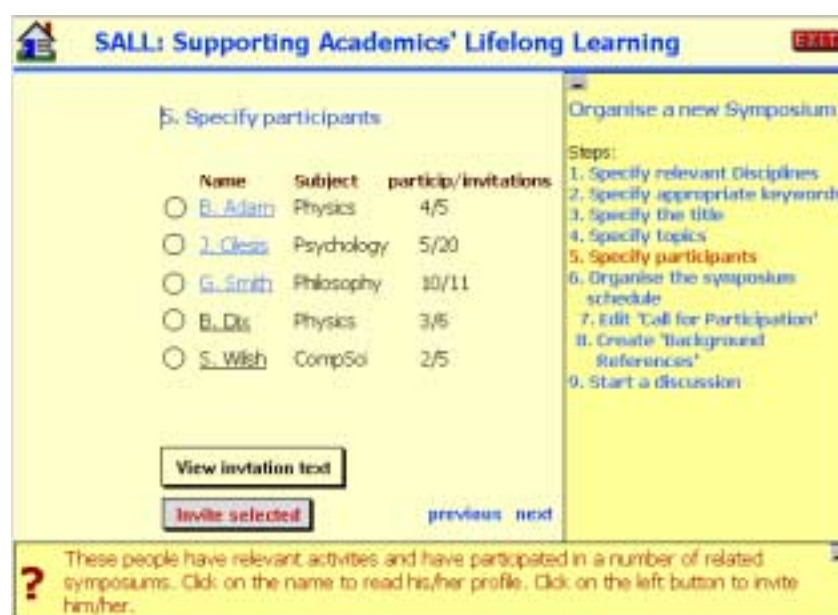 SALL: Supporting Academics' Lifelong Learning
EXIT
5. Specify participants
Name Subject particip/invitations
B. Adam Physics 4/5
J. Olesis Psychology 5/20
G. Smith Philosophy 10/11
B. Dix Physics 3/6
S. Wilsh CompSci 2/5
View invtation text
Invite selected
previous next
Organise a new Symposium
Steps:
1. Specify relevant Disciplines
2. Specify appropriate keywords
3. Specify the title
4. Specify topics
5. Specify participants
6. Organise the symposium
schedule
7. Edit 'Call for Participation'
8. Create 'Background
References'
9. Start a discussion
? These people have relevant activities and have participated in a number of related
symposiums. Click on the name to read his/her profile. Click on the left button to invite
him/her.